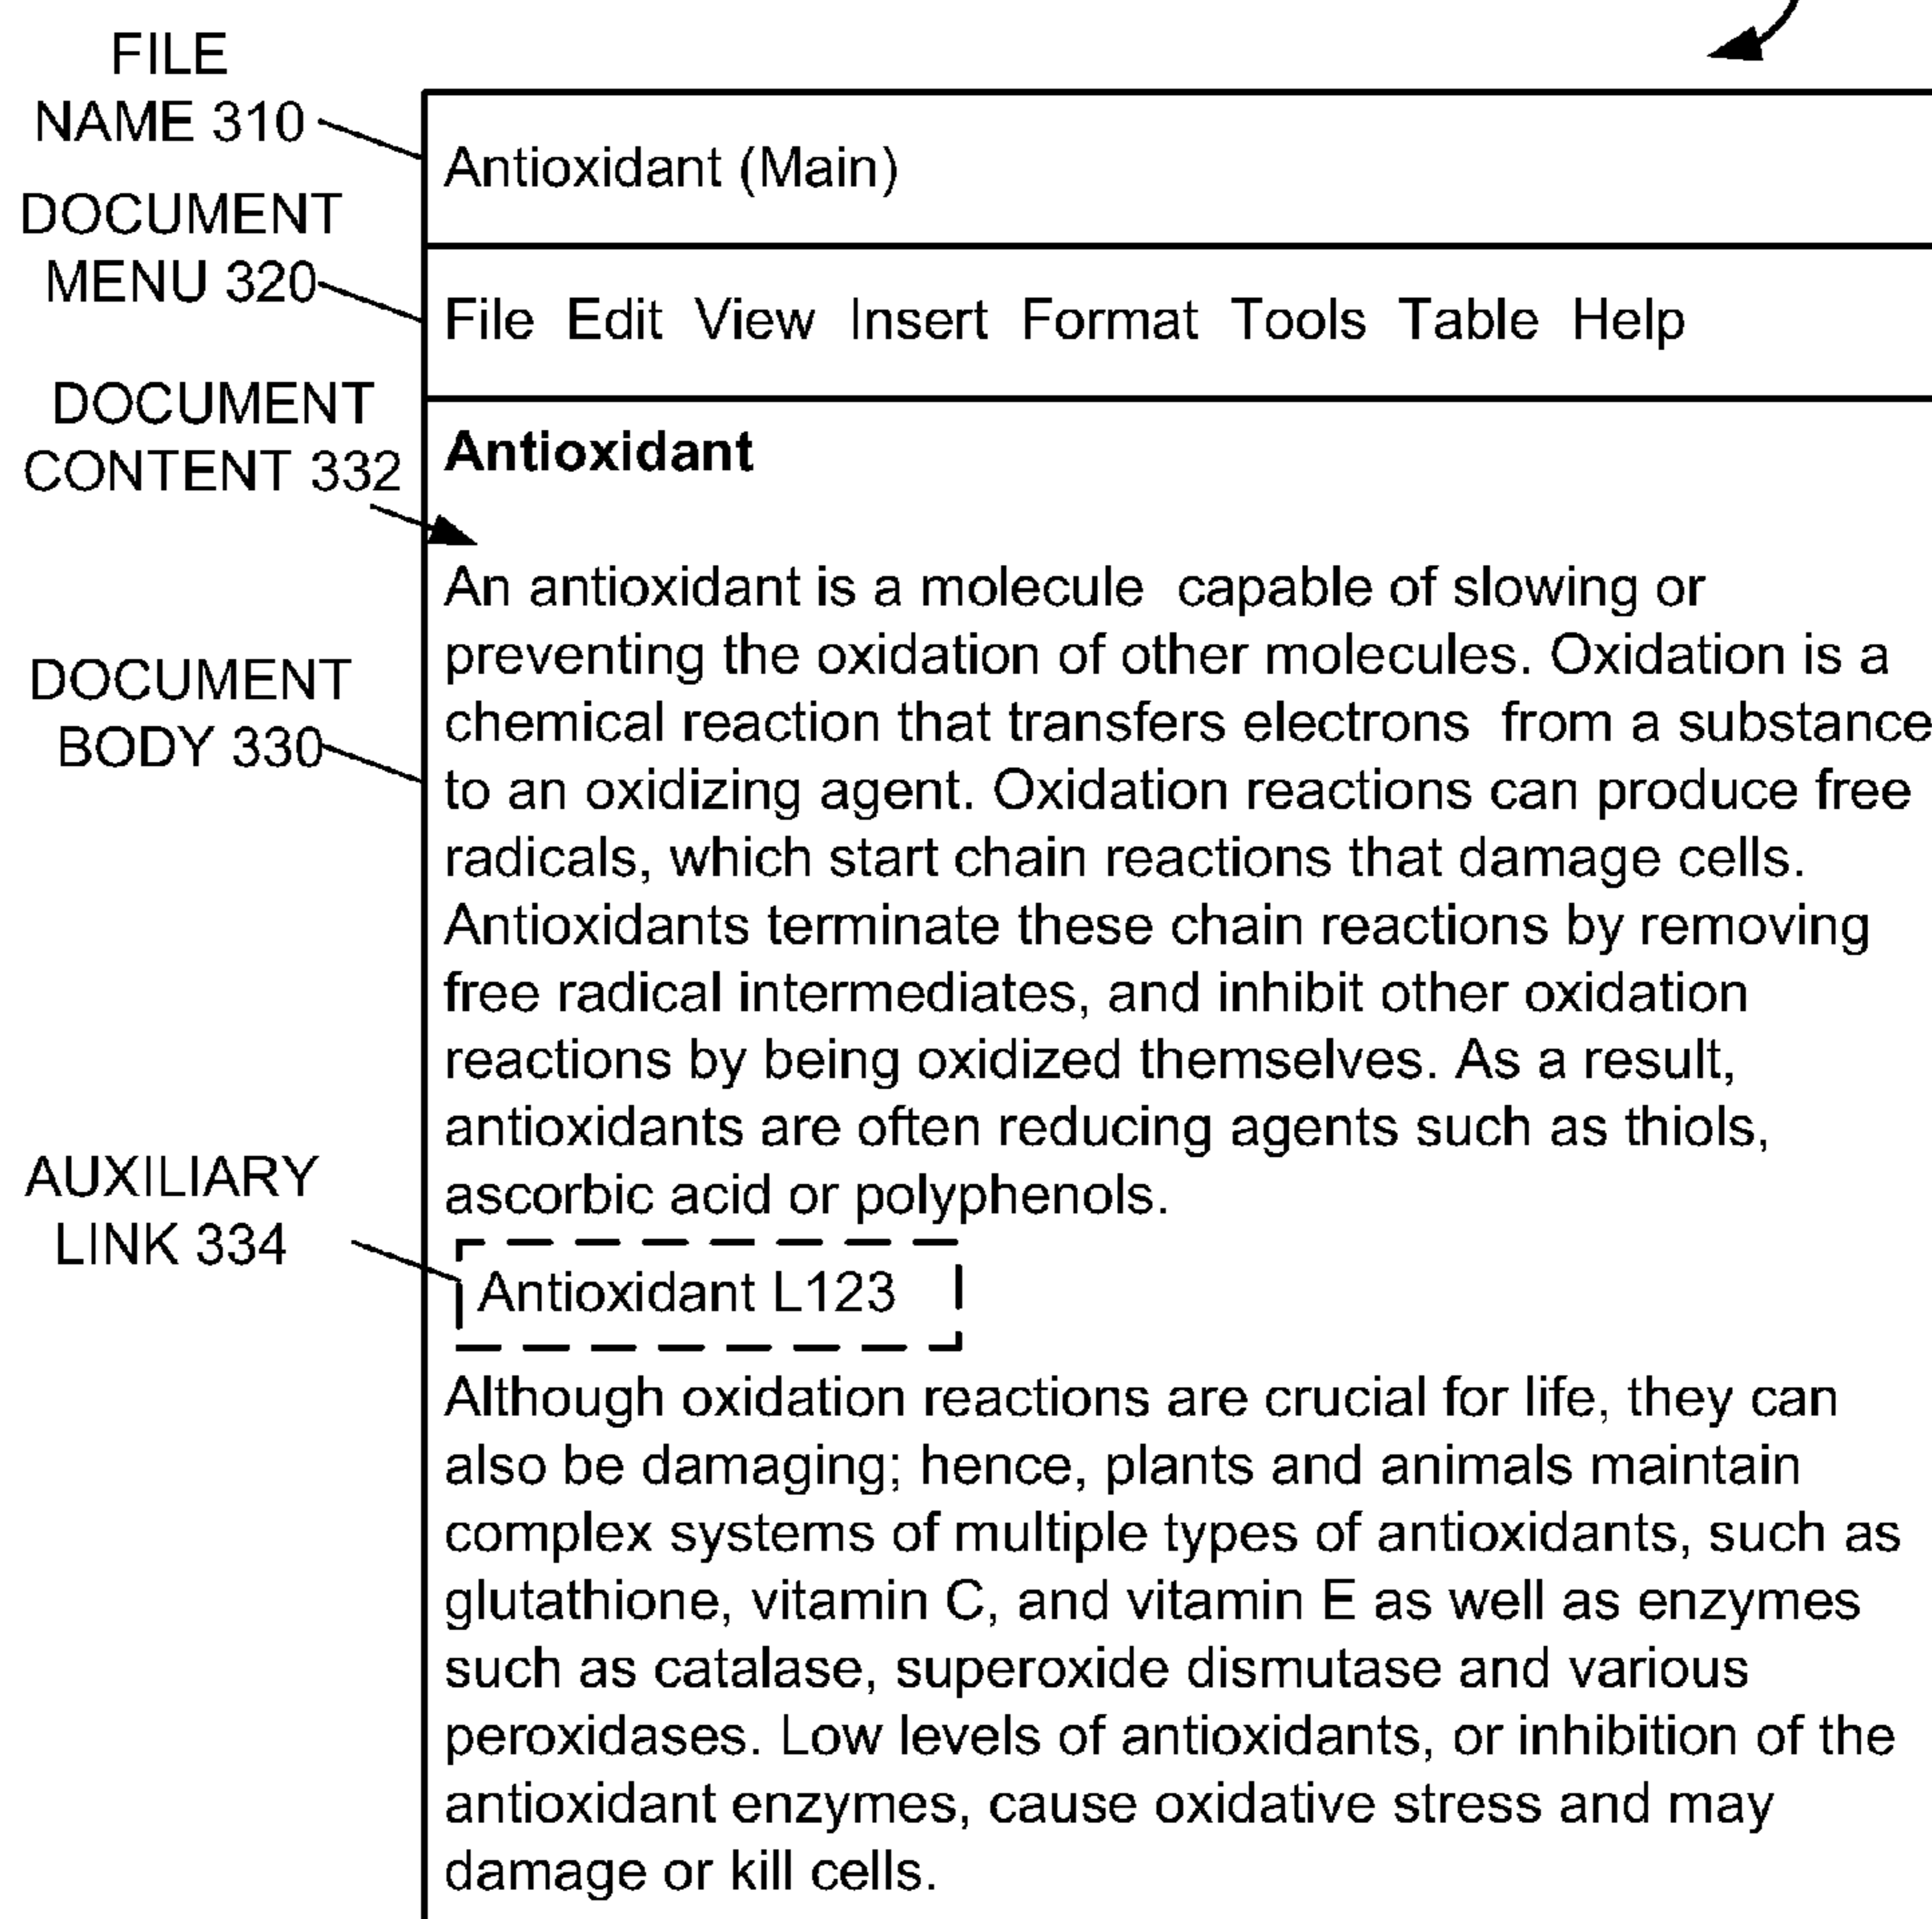 FILE
NAME 310
Antioxidant (Main)
DOCUMENT
MENU 320
File Edit View Insert Format Tools Table Help
DOCUMENT
CONTENT 332
Antioxidant
An antioxidant is a molecule capable of slowing or
preventing the oxidation of other molecules. Oxidation is a
chemical reaction that transfers electrons from a substance
to an oxidizing agent. Oxidation reactions can produce free
radicals, which start chain reactions that damage cells.
Antioxidants terminate these chain reactions by removing
free radical intermediates, and inhibit other oxidation
reactions by being oxidized themselves. As a result,
antioxidants are often reducing agents such as thiols,
ascorbic acid or polyphenols.
DOCUMENT
BODY 330
AUXILIARY
LINK 334
Antioxidant L123
Although oxidation reactions are crucial for life, they can
also be damaging; hence, plants and animals maintain
complex systems of multiple types of antioxidants, such as
glutathione, vitamin C, and vitamin E as well as enzymes
such as catalase, superoxide dismutase and various
peroxidases. Low levels of antioxidants, or inhibition of the
antioxidant enzymes, cause oxidative stress and may
damage or kill cells.